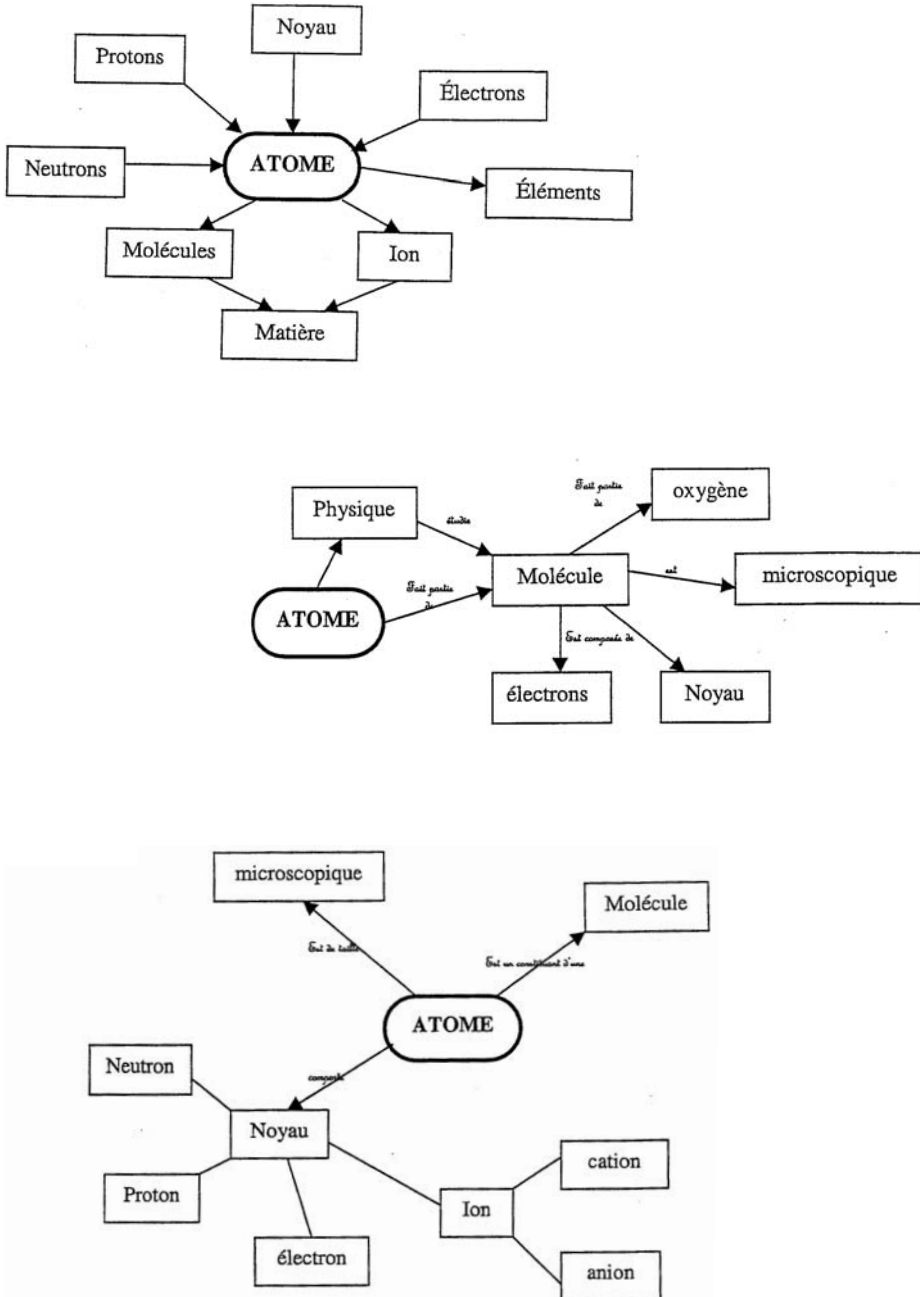 Noyau
Protons
Électrons
ATOME
Neutrons
Éléments
Molécules
Ion
Matière
oxygène
Fait partie
de
Physique
étudie
Molécule
est
microscopique
Fait partie
de
ATOME
Est composée de
électrons
Noyau
microscopique
Molécule
Est de taille
Est un constituant d'une
ATOME
comporte
Neutron
Noyau
cation
Proton
Ion
électron
anion